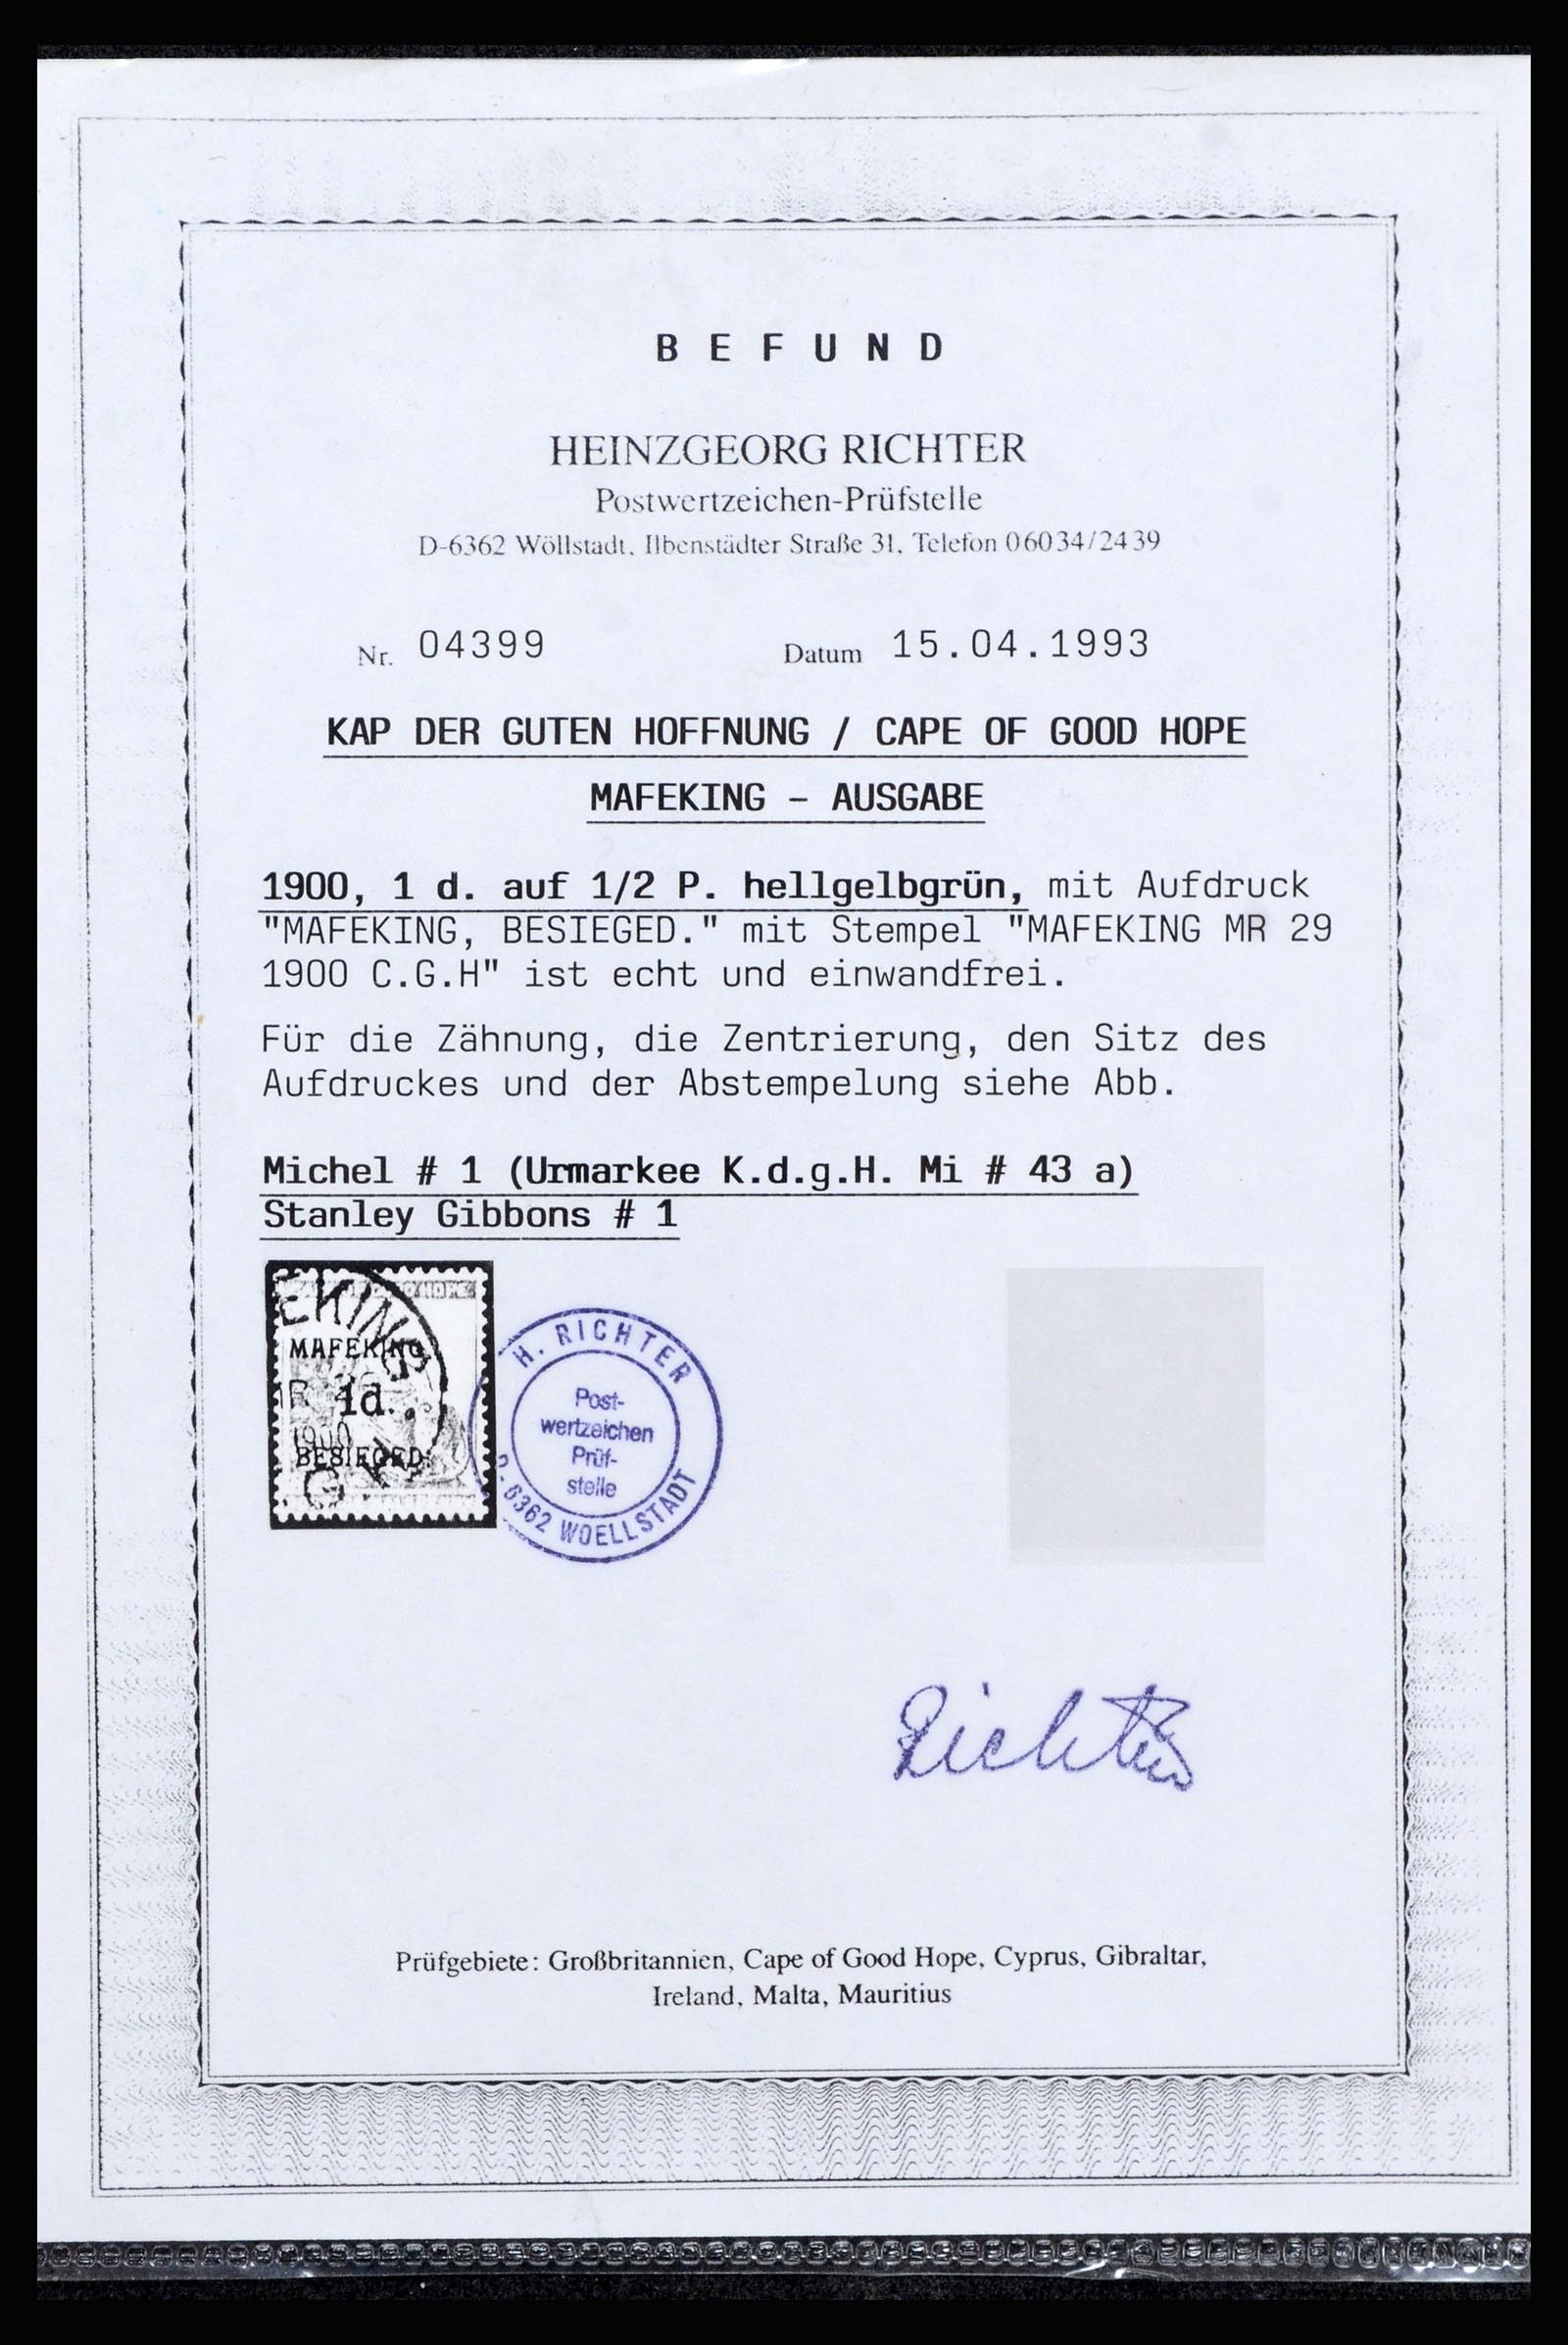 BEFUND
HEINZGEORG RICHTER
Postwertzeichen-Prüfstelle
D-6362 Wöllstadt, Ilbenstädter Straße 31, Telefon 06034/2439
Nr. 04399 Datum 15.04.1993
KAP DER GUTEN HOFFNUNG / CAPE OF GOOD HOPE
MAFEKING - AUSGABE
1900, 1 d. auf 1/2 P. hellgelbgrün, mit Aufdruck
"MAFEKING, BESIEGED." mit Stempel "MAFEKING MR 29
1900 C.G.H" ist echt und einwandfrei.
Für die Zähnung, die Zentrierung, den Sitz des
Aufdruckes und der Abstempelung siehe Abb.
Michel # 1 (Urmarkee K.d.g.H. Mi # 43 a)
Stanley Gibbons # 1
EKING
MAFEKING
1d.
1900
BESIEGED.
G.
H. RICHTER
Post-
wertzeichen
Prüf-
stelle
D-6362 WOELLSTADT
Richter
Prüfgebiete: Großbritannien, Cape of Good Hope, Cyprus, Gibraltar,
Ireland, Malta, Mauritius